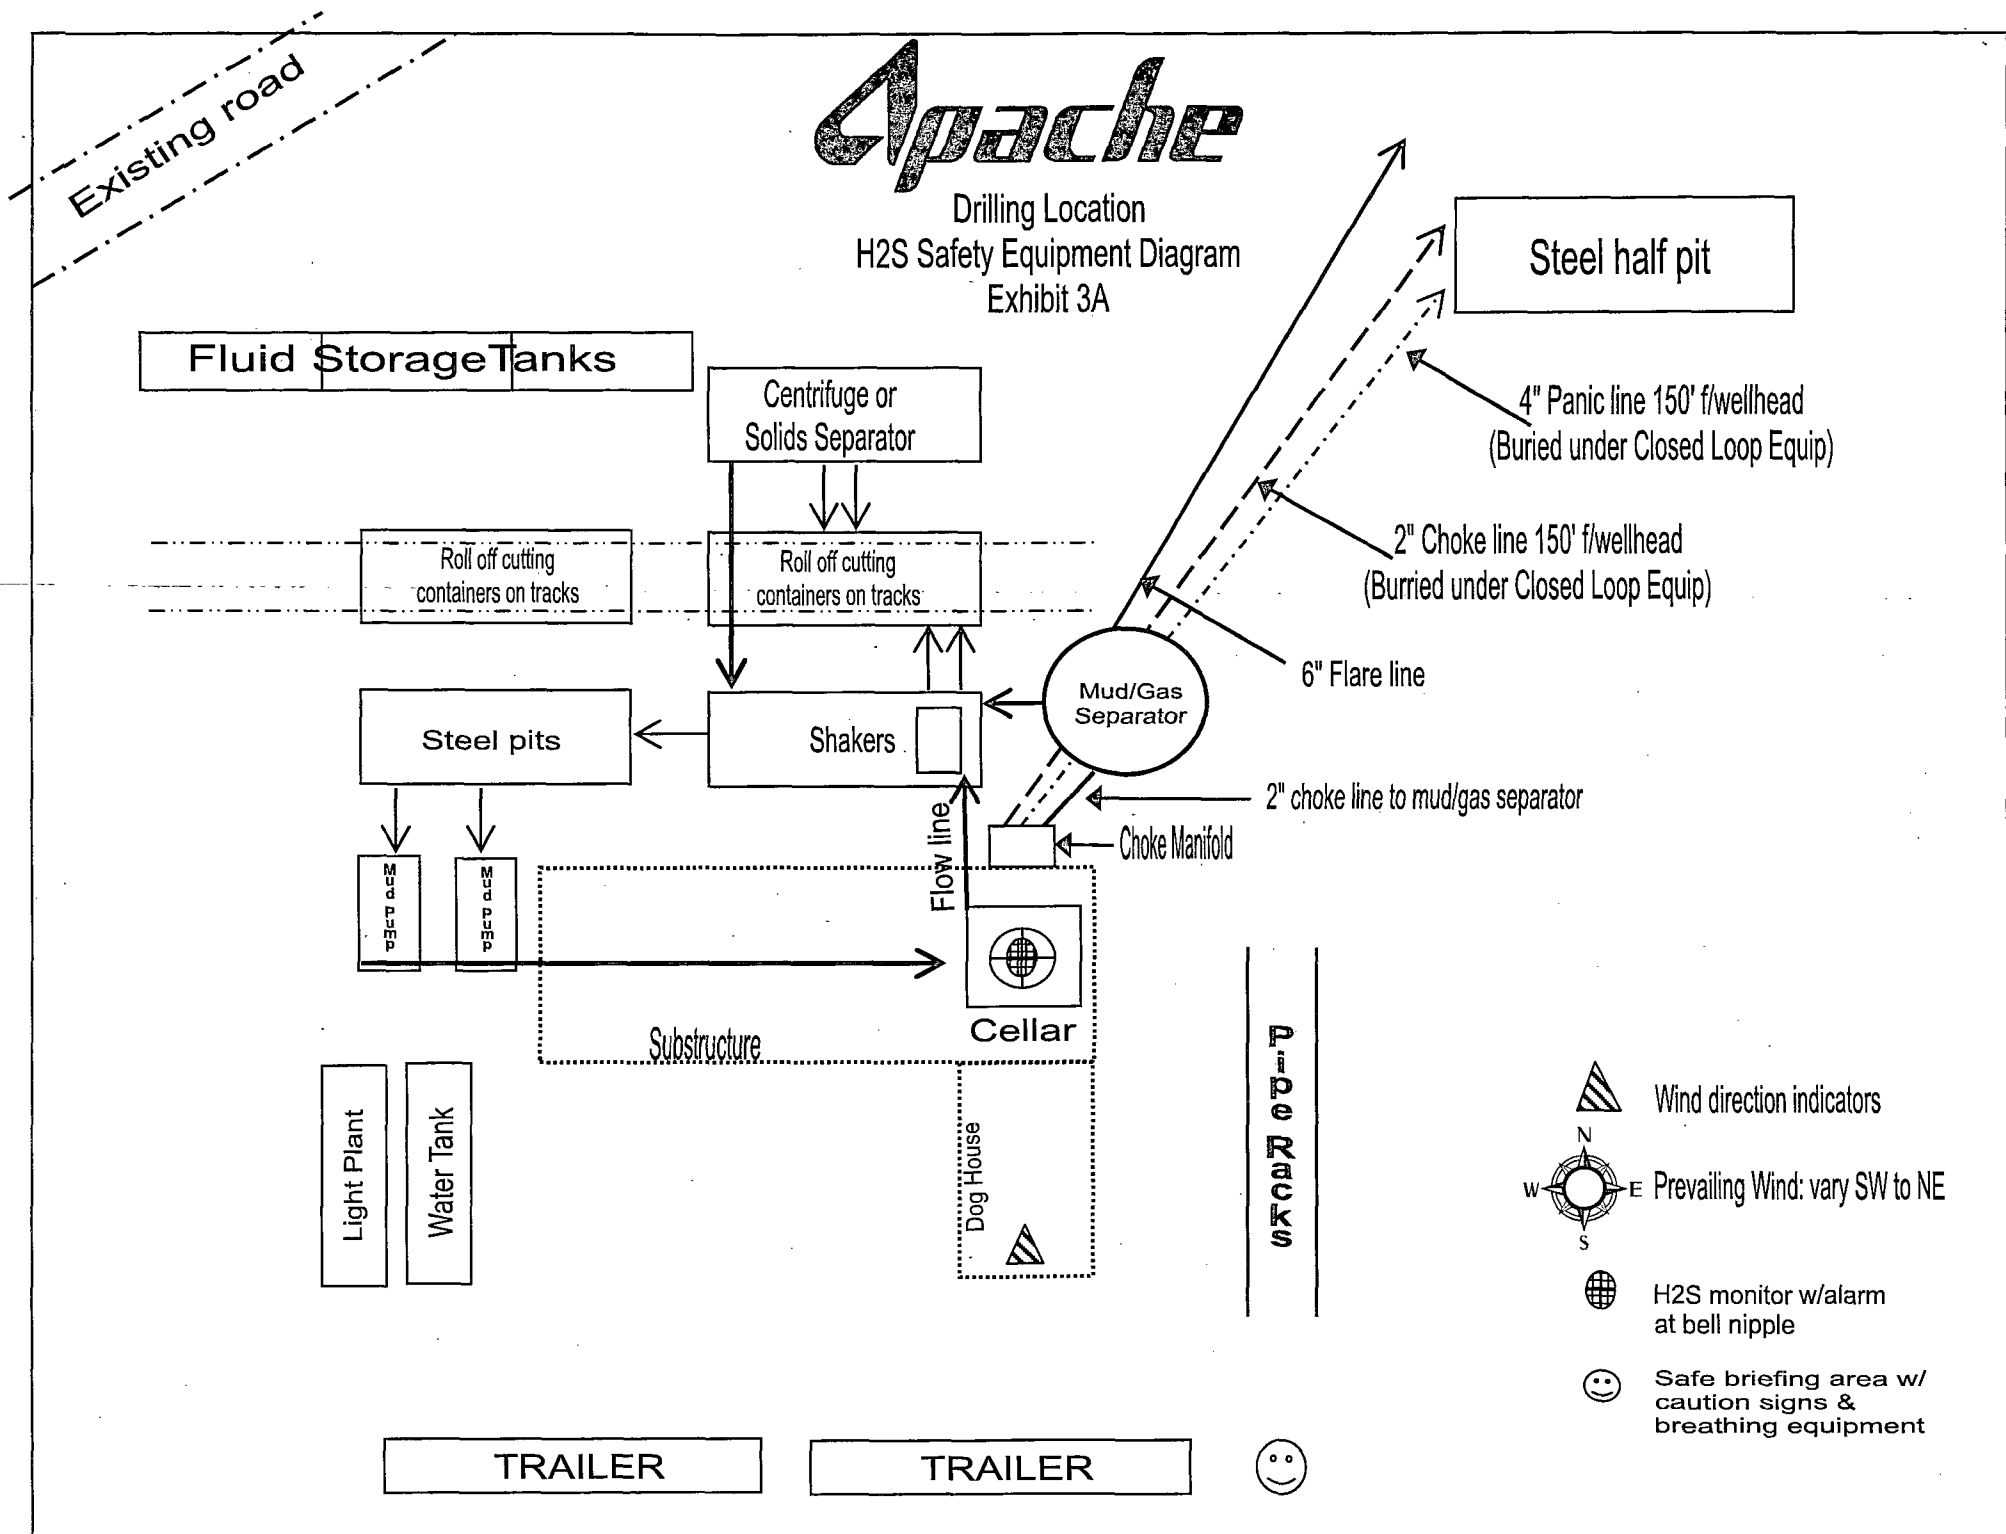 Existing road
Apache
Drilling Location
H2S Safety Equipment Diagram
Exhibit 3A
Steel half pit
Fluid StorageTanks
Centrifuge or
Solids Separator
4" Panic line 150' f/wellhead
(Buried under Closed Loop Equip)
2" Choke line 150' f/wellhead
(Burried under Closed Loop Equip)
Roll off cutting
containers on tracks
Roll off cutting
containers on tracks
6" Flare line
Mud/Gas
Separator
Steel pits
Shakers
2" choke line to mud/gas separator
Choke Manifold
Flow line
Mud pump
Mud pump
Cellar
Substructure
Pipe Racks
Light Plant
Water Tank
Dog House
Wind direction indicators
N
W
E
S
Prevailing Wind: vary SW to NE
H2S monitor w/alarm
at bell nipple
Safe briefing area w/
caution signs &
breathing equipment
TRAILER
TRAILER